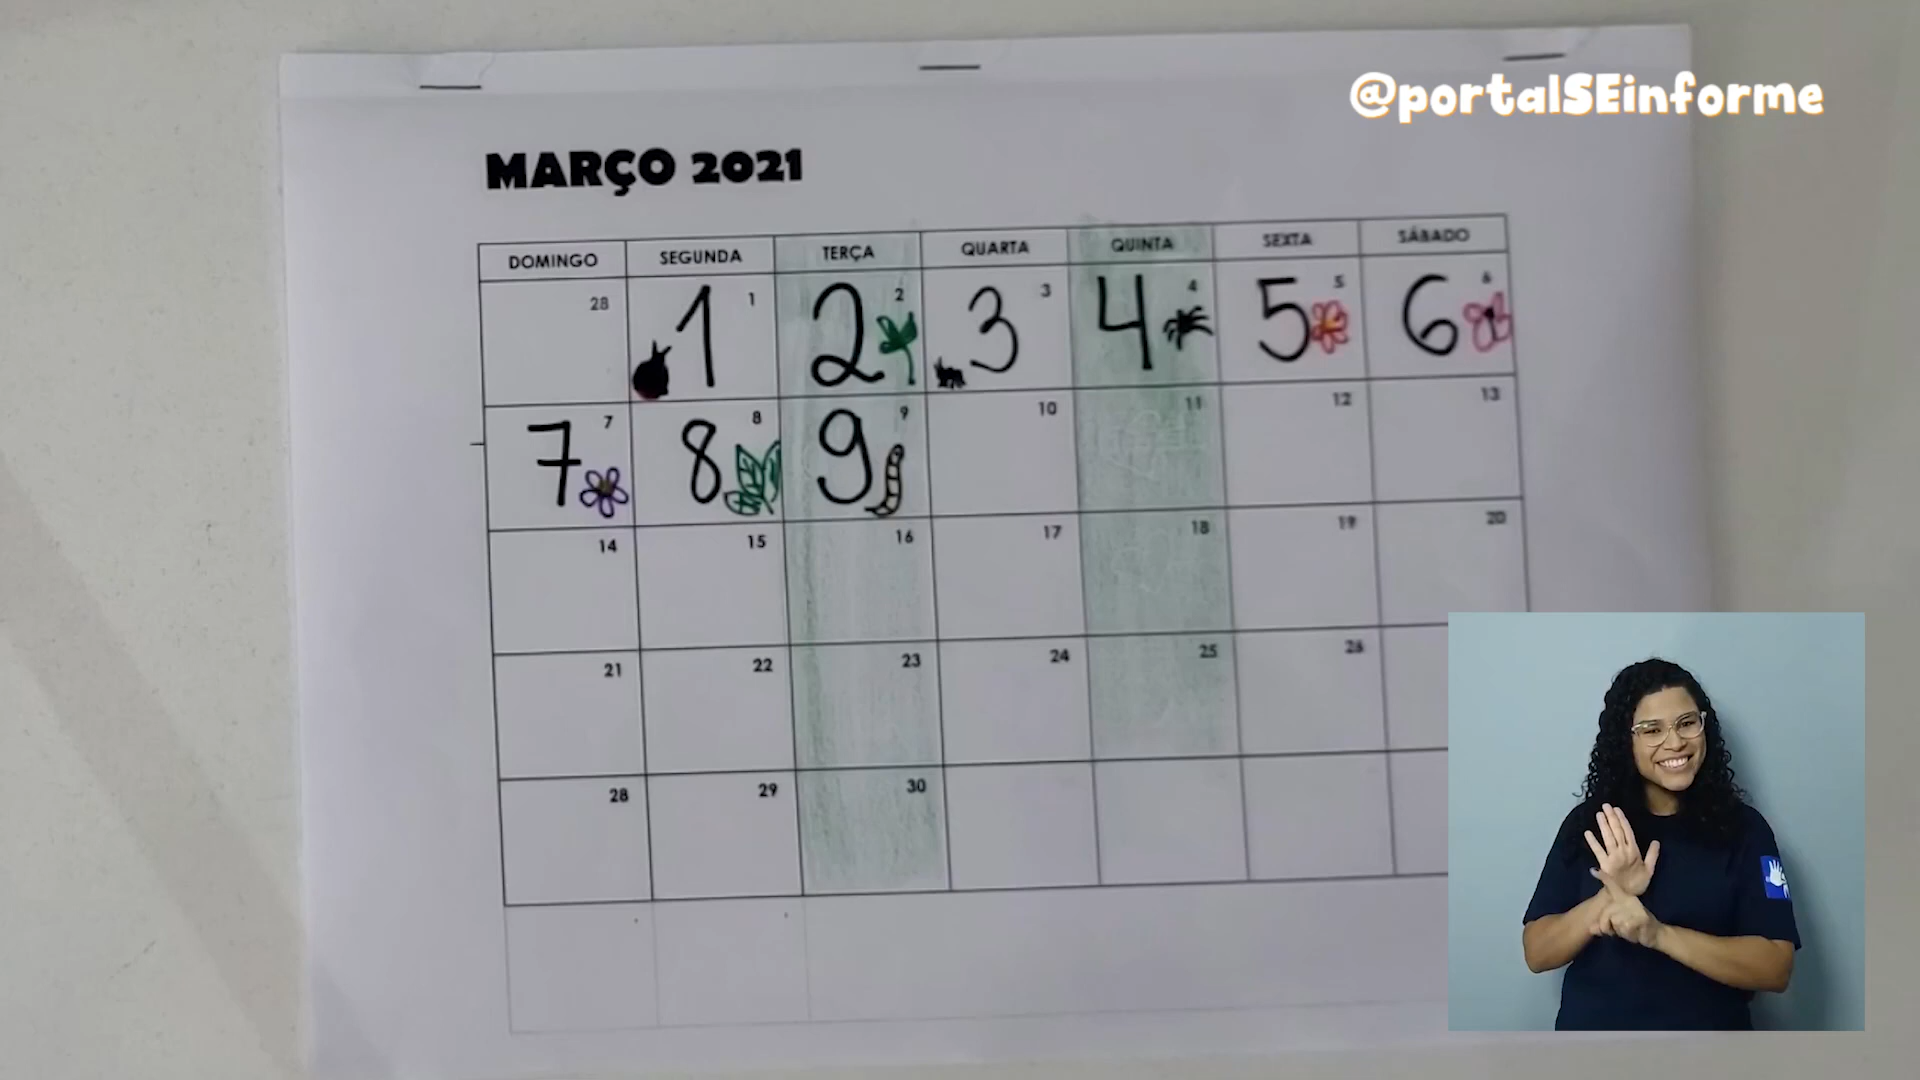 @portalSEinforme
MARÇO 2021
DOMINGO SEGUNDA TERÇA QUARTA QUINTA SEXTA SÁBADO
28 1 1 2 2 3 3 4 4 5 5 6 6
7 7 8 8 9 9 10 11 12 13
14 15 16 17 18 19 20
21 22 23 24 25 26
28 29 30